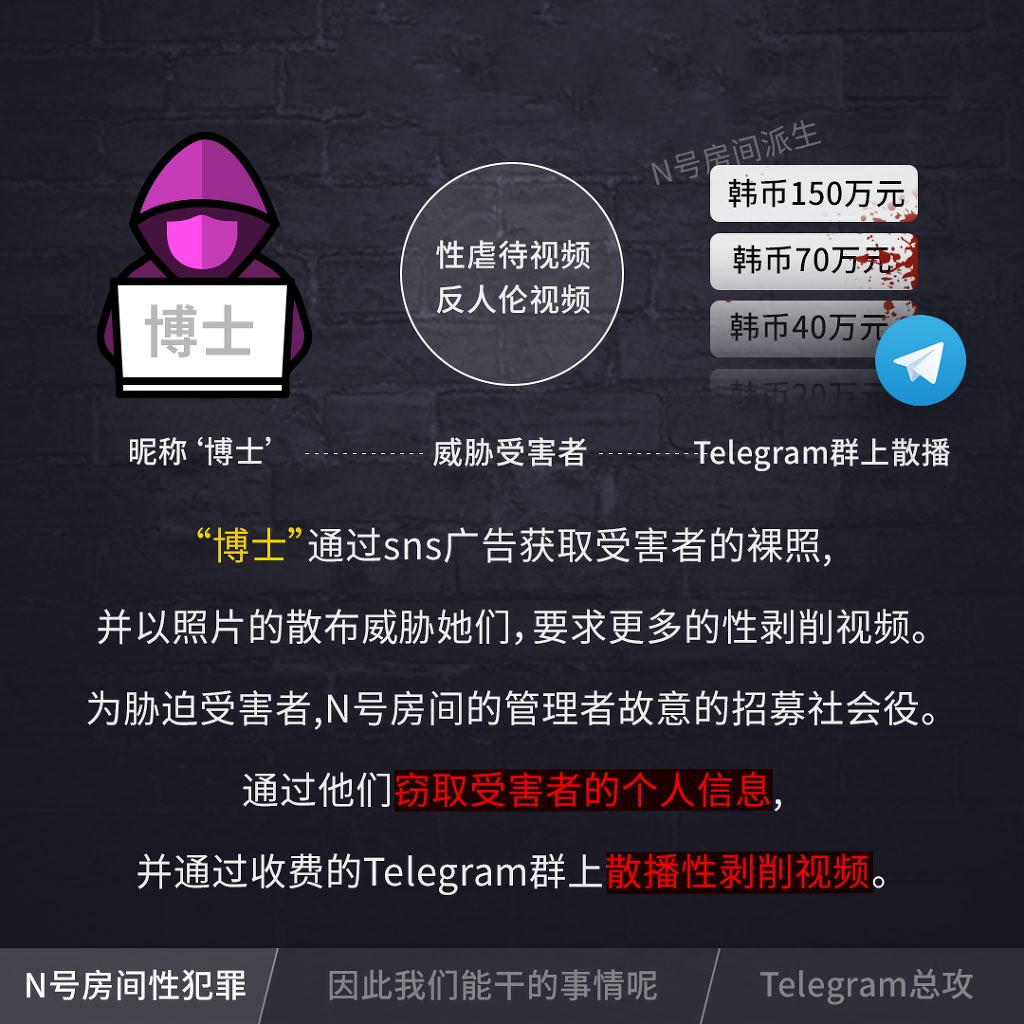 N号房间派生
韩币150万元
韩币70万元
韩币40万元
韩币20万元
博士
性虐待视频
反人伦视频
昵称 ‘博士’
威胁受害者
Telegram群上散播
“博士”通过sns广告获取受害者的裸照,
并以照片的散布威胁她们,要求更多的性剥削视频。
为胁迫受害者,N号房间的管理者故意的招募社会役。
通过他们窃取受害者的个人信息,
并通过收费的Telegram群上散播性剥削视频。
N号房间性犯罪
因此我们能干的事情呢
Telegram总攻